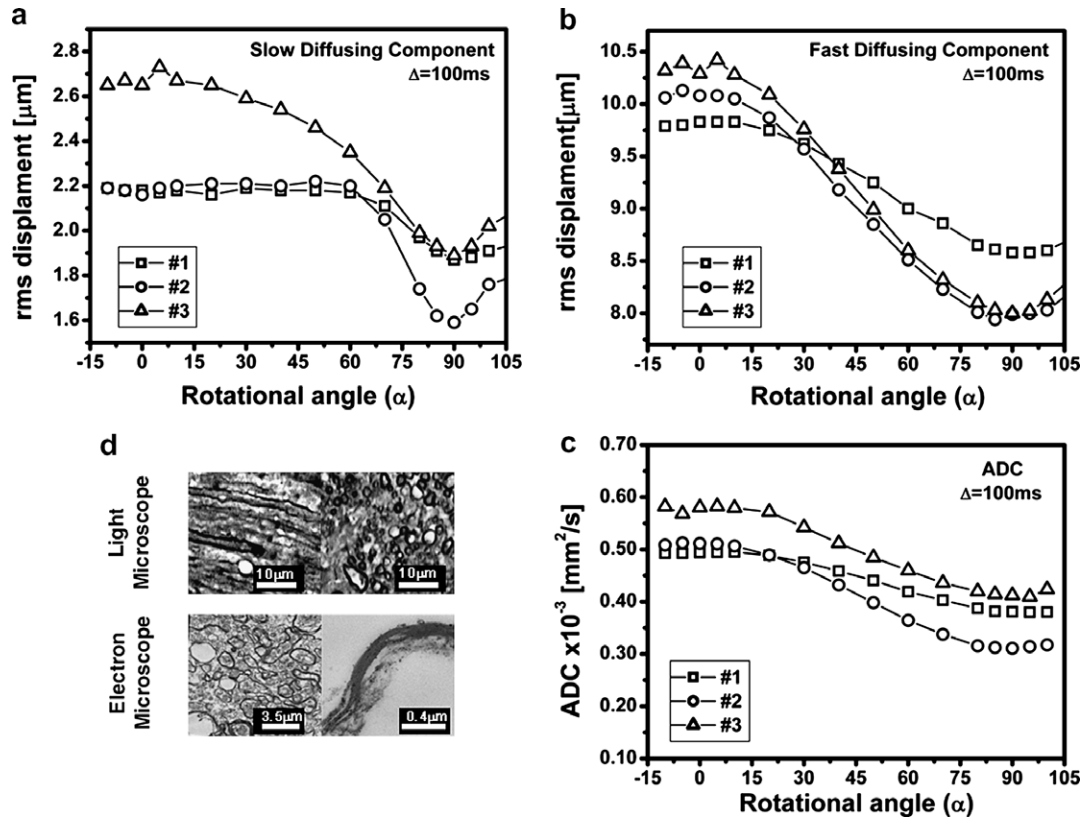 a
Slow Diffusing Component
Δ=100ms
rms displament [μm]
2.8
2.6
2.4
2.2
2.0
1.8
1.6
#1
#2
#3
-15 0 15 30 45 60 75 90 105
Rotational angle (α)
b
Fast Diffusing Component
Δ=100ms
rms displament[μm]
10.5
10.0
9.5
9.0
8.5
8.0
#1
#2
#3
-15 0 15 30 45 60 75 90 105
Rotational angle (α)
d
Light
Microscope
10μm
10μm
Electron
Microscope
3.5μm
0.4μm
c
ADC
Δ=100ms
ADC x10-³ [mm²/s]
0.70
0.60
0.50
0.40
0.30
0.20
0.10
#1
#2
#3
-15 0 15 30 45 60 75 90 105
Rotational angle (α)